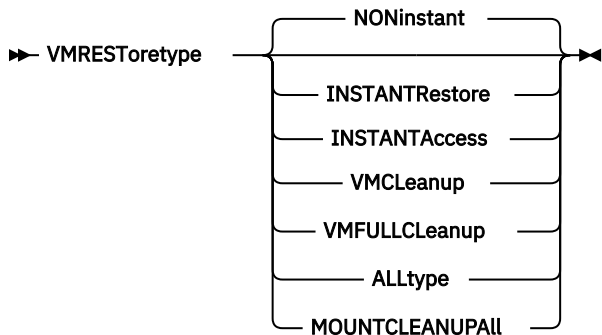 NONinstant
VMRESToretype
INSTANTRestore
INSTANTAccess
VMCLeanup
VMFULLCLeanup
ALLtype
MOUNTCLEANUPAll